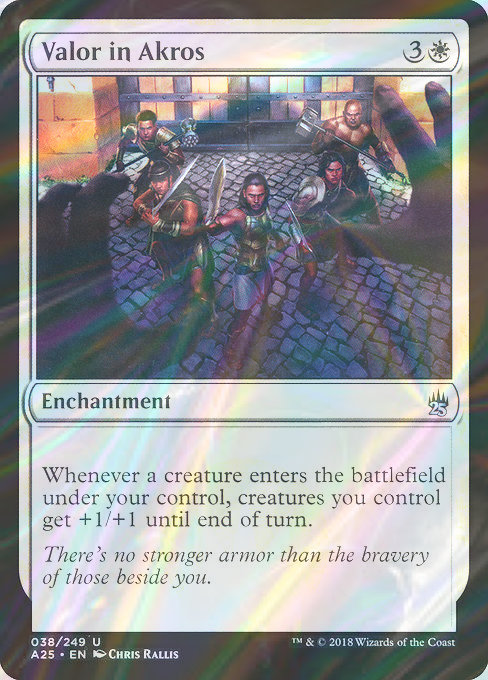 Valor in Akros 3
Enchantment
25
Whenever a creature enters the battlefield
under your control, creatures you control
get +1/+1 until end of turn.
There's no stronger armor than the bravery
of those beside you.
038/249 U
™ & © 2018 Wizards of the Coast
A25 • EN Chris Rallis